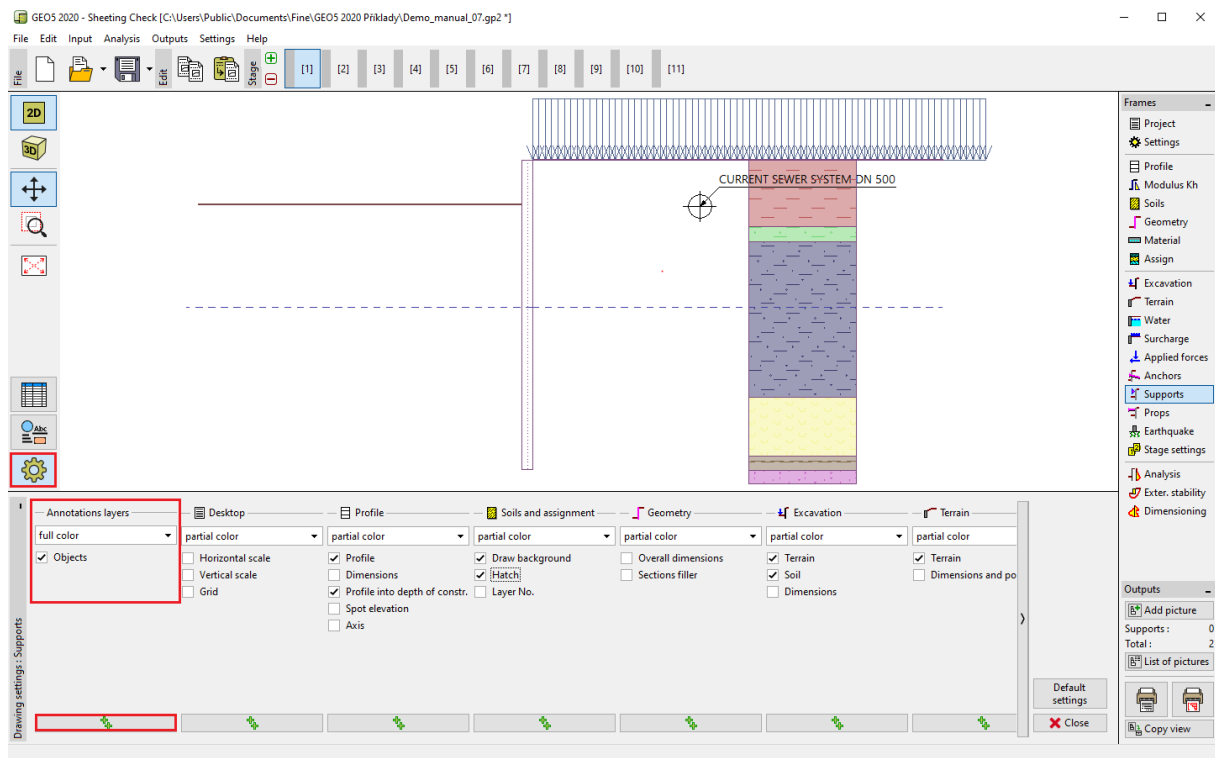 GEO5 2020 - Sheeting Check [C:\Users\Public\Documents\Fine\GEO5 2020 Příklady\Demo_manual_07.gp2 *]
File Edit Input Analysis Outputs Settings Help
File
Edit
Stage
[1] [2] [3] [4] [5] [6] [7] [8] [9] [10] [11]
2D
3D
Abc
CURRENT SEWER SYSTEM-DN 500
Frames
Project
Settings
Profile
Modulus Kh
Soils
Geometry
Material
Assign
Excavation
Terrain
Water
Surcharge
Applied forces
Anchors
Supports
Props
Earthquake
Stage settings
Analysis
Exter. stability
Dimensioning
Outputs
Add picture
Supports : 0
Total : 2
List of pictures
Copy view
Drawing settings : Supports
Annotations layers
full color
Objects
Desktop
partial color
Horizontal scale
Vertical scale
Grid
Profile
partial color
Profile
Dimensions
Profile into depth of constr.
Spot elevation
Axis
Soils and assignment
partial color
Draw background
Hatch
Layer No.
Geometry
partial color
Overall dimensions
Sections filler
Excavation
partial color
Terrain
Soil
Dimensions
Terrain
partial color
Terrain
Dimensions and po
Default
settings
Close